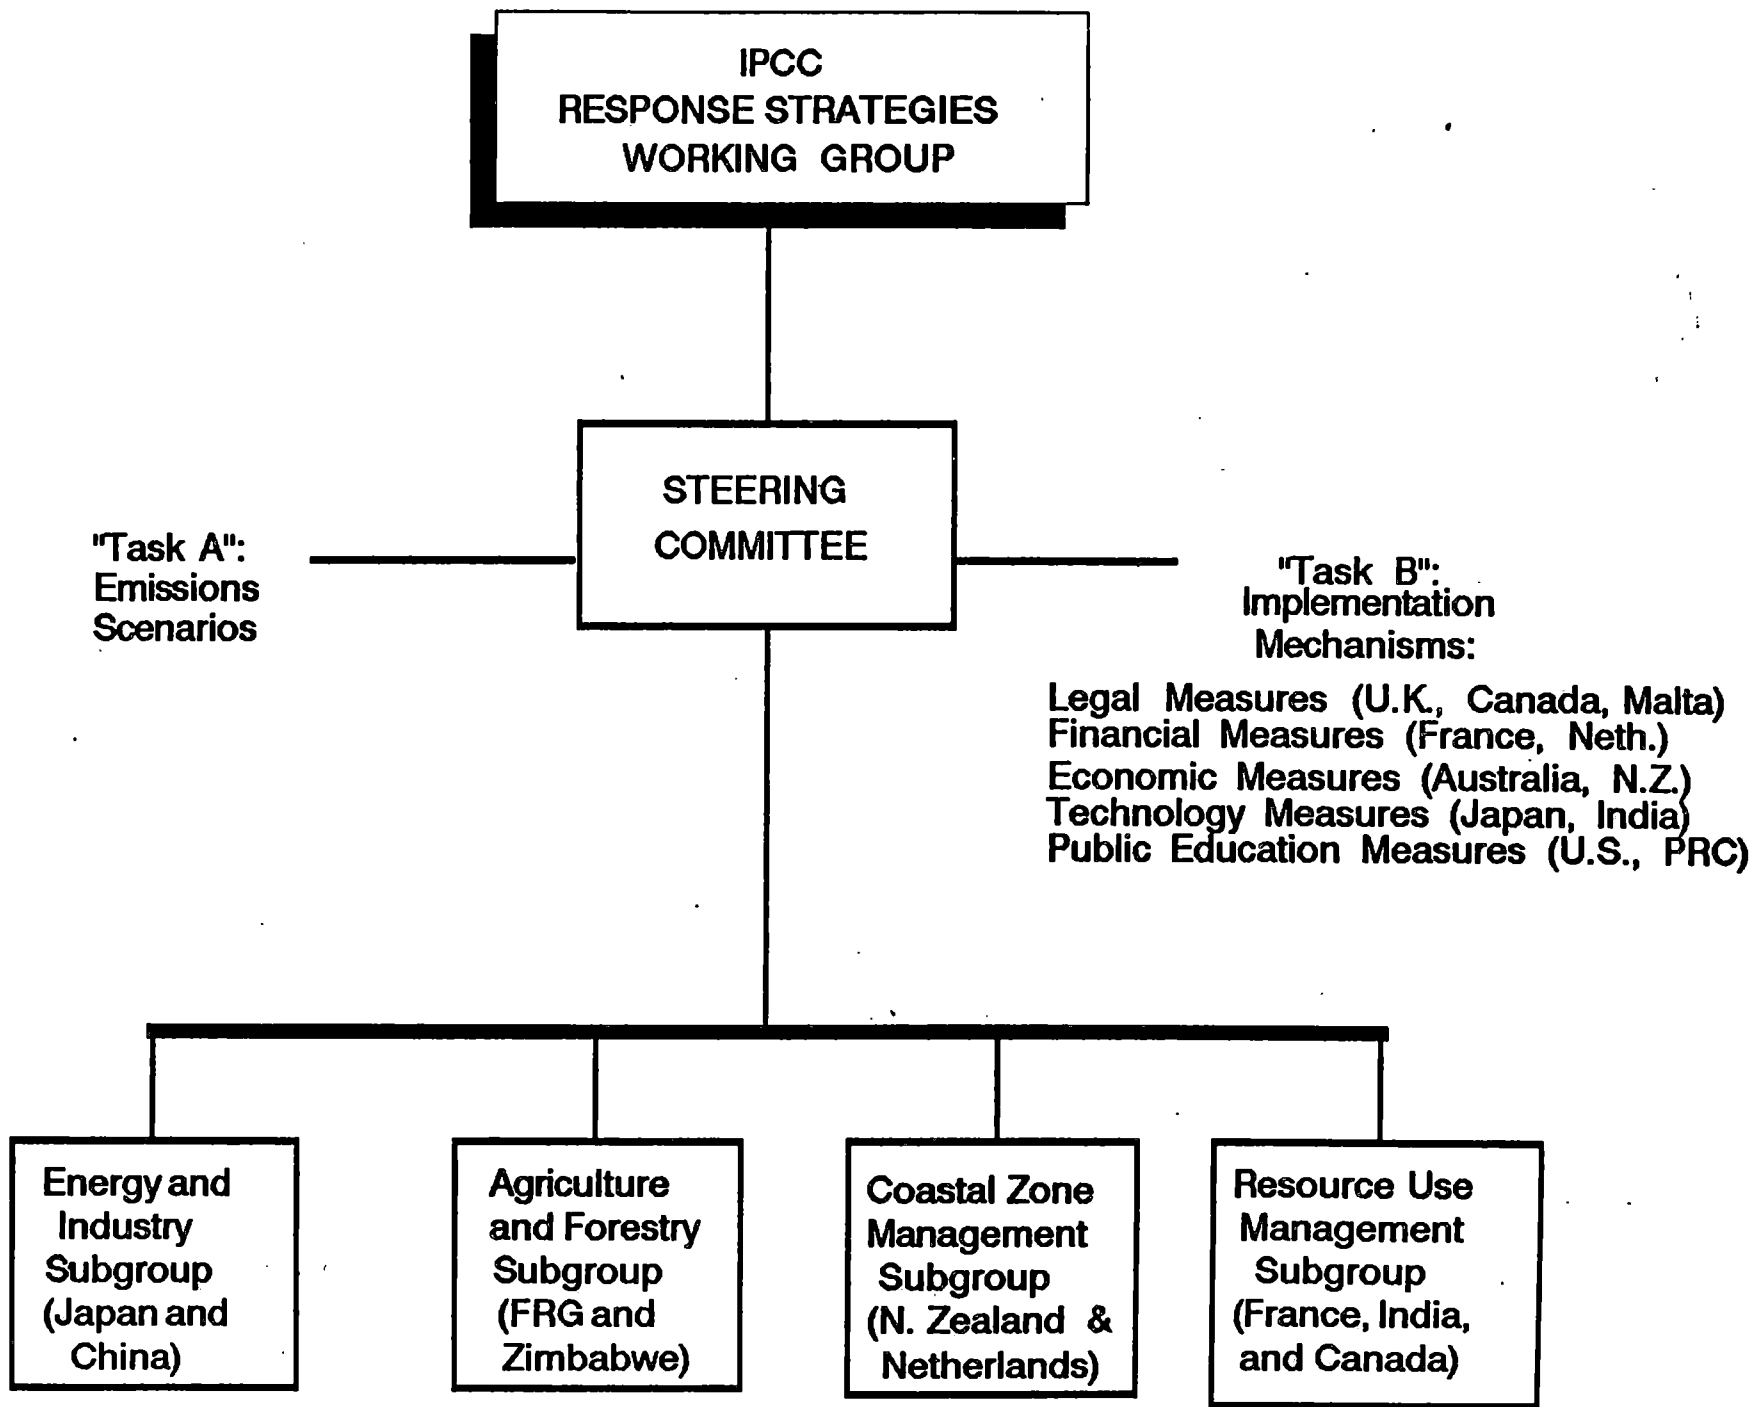 IPCC
RESPONSE STRATEGIES
WORKING GROUP
STEERING
COMMITTEE
"Task A":
Emissions
Scenarios
"Task B":
Implementation
Mechanisms:
Legal Measures (U.K., Canada, Malta)
Financial Measures (France, Neth.)
Economic Measures (Australia, N.Z.)
Technology Measures (Japan, India)
Public Education Measures (U.S., PRC)
Energy and
Industry
Subgroup
(Japan and
China)
Agriculture
and Forestry
Subgroup
(FRG and
Zimbabwe)
Coastal Zone
Management
Subgroup
(N. Zealand &
Netherlands)
Resource Use
Management
Subgroup
(France, India,
and Canada)